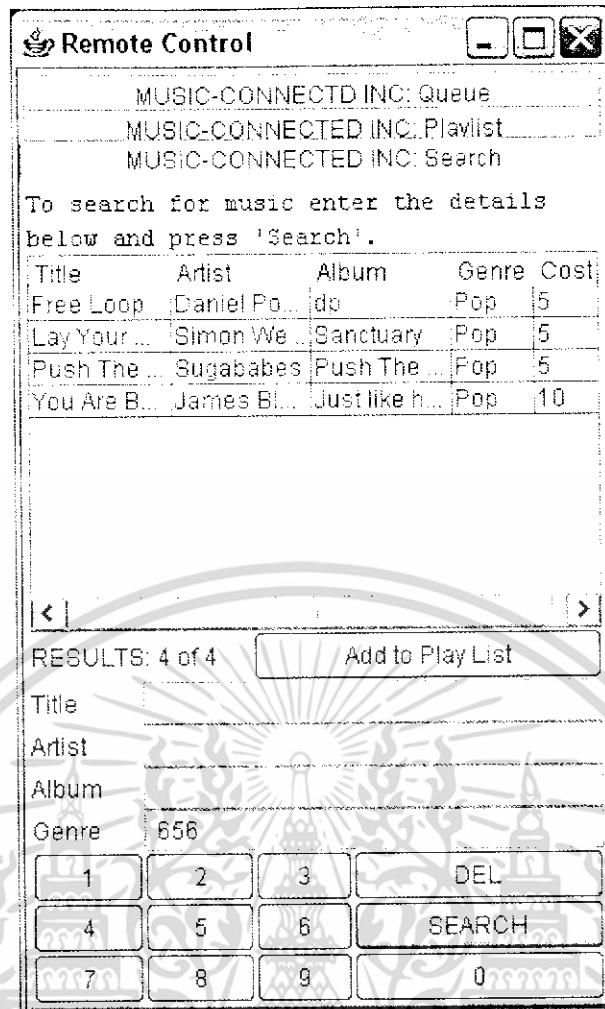 Remote Control
MUSIC-CONNECTD INC: Queue
MUSIC-CONNECTED INC: Playlist
MUSIC-CONNECTED INC: Search
To search for music enter the details
below and press 'Search'.
Title Artist Album Genre Cost
Free Loop Daniel Po... dp Pop 5
Lay Your ... Simon We... Sanctuary Pop 5
Push The ... Sugababes Push The ... Pop 5
You Are B... James Bl... Just like h... Pop 10
RESULTS: 4 of 4 Add to Play List
Title
Artist
Album
Genre 656
1 2 3 DEL
4 5 6 SEARCH
7 8 9 0